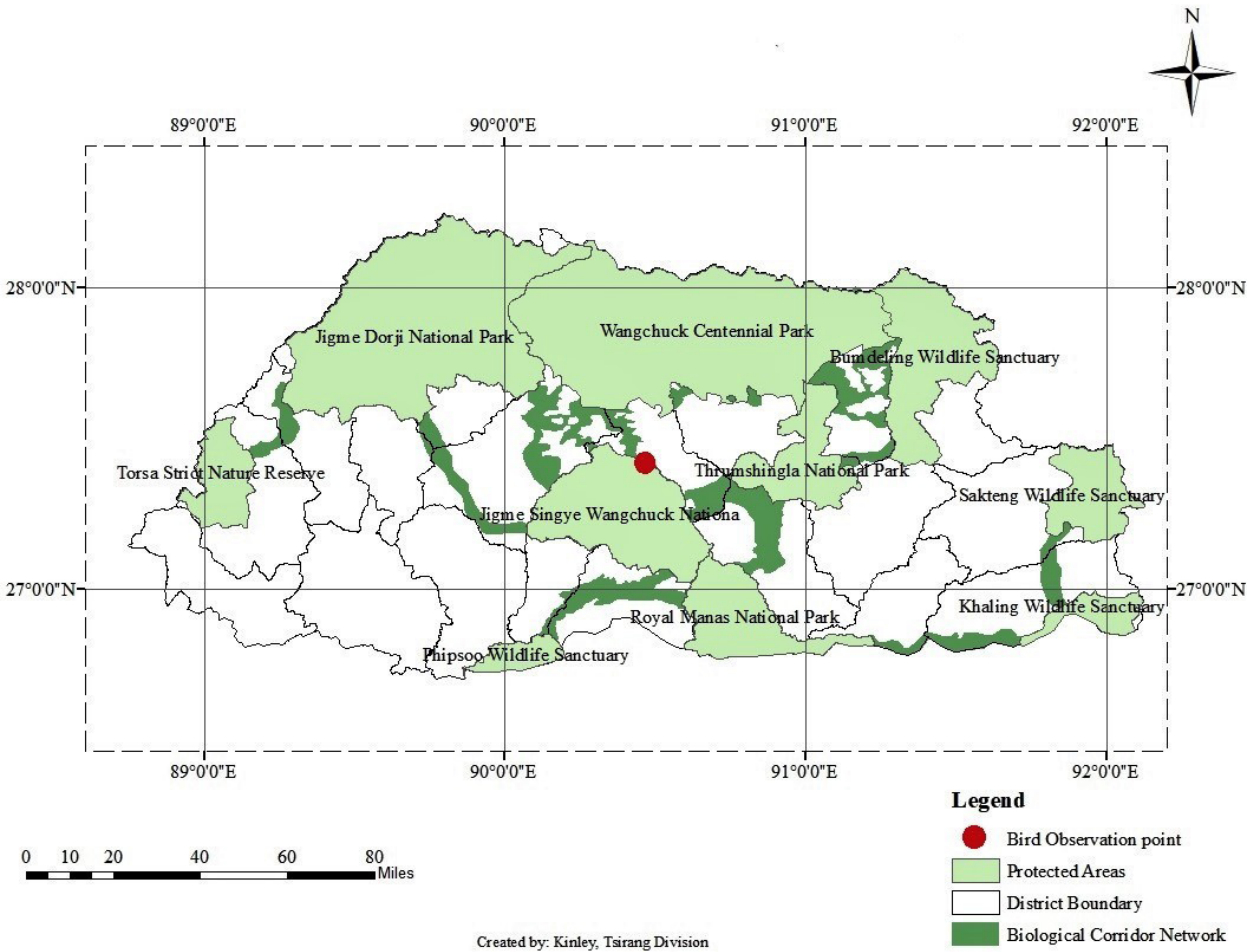 N
89°0'0"E 90°0'0"E 91°0'0"E 92°0'0"E
28°0'0"N 28°0'0"N
Jigme Dorji National Park
Wangchuck Centennial Park
Bumdeling Wildlife Sanctuary
Torsa Strict Nature Reserve
Thrumshingla National Park
Sakteng Wildlife Sanctuary
Jigme Singye Wangchuck Nationa
27°0'0"N 27°0'0"N
Khaling Wildlife Sanctuary
Royal Manas National Park
Phipsoo Wildlife Sanctuary
89°0'0"E 90°0'0"E 91°0'0"E 92°0'0"E
Legend
Bird Observation point
Protected Areas
District Boundary
Biological Corridor Network
0 10 20 40 60 80
Miles
Created by: Kinley, Tsirang Division